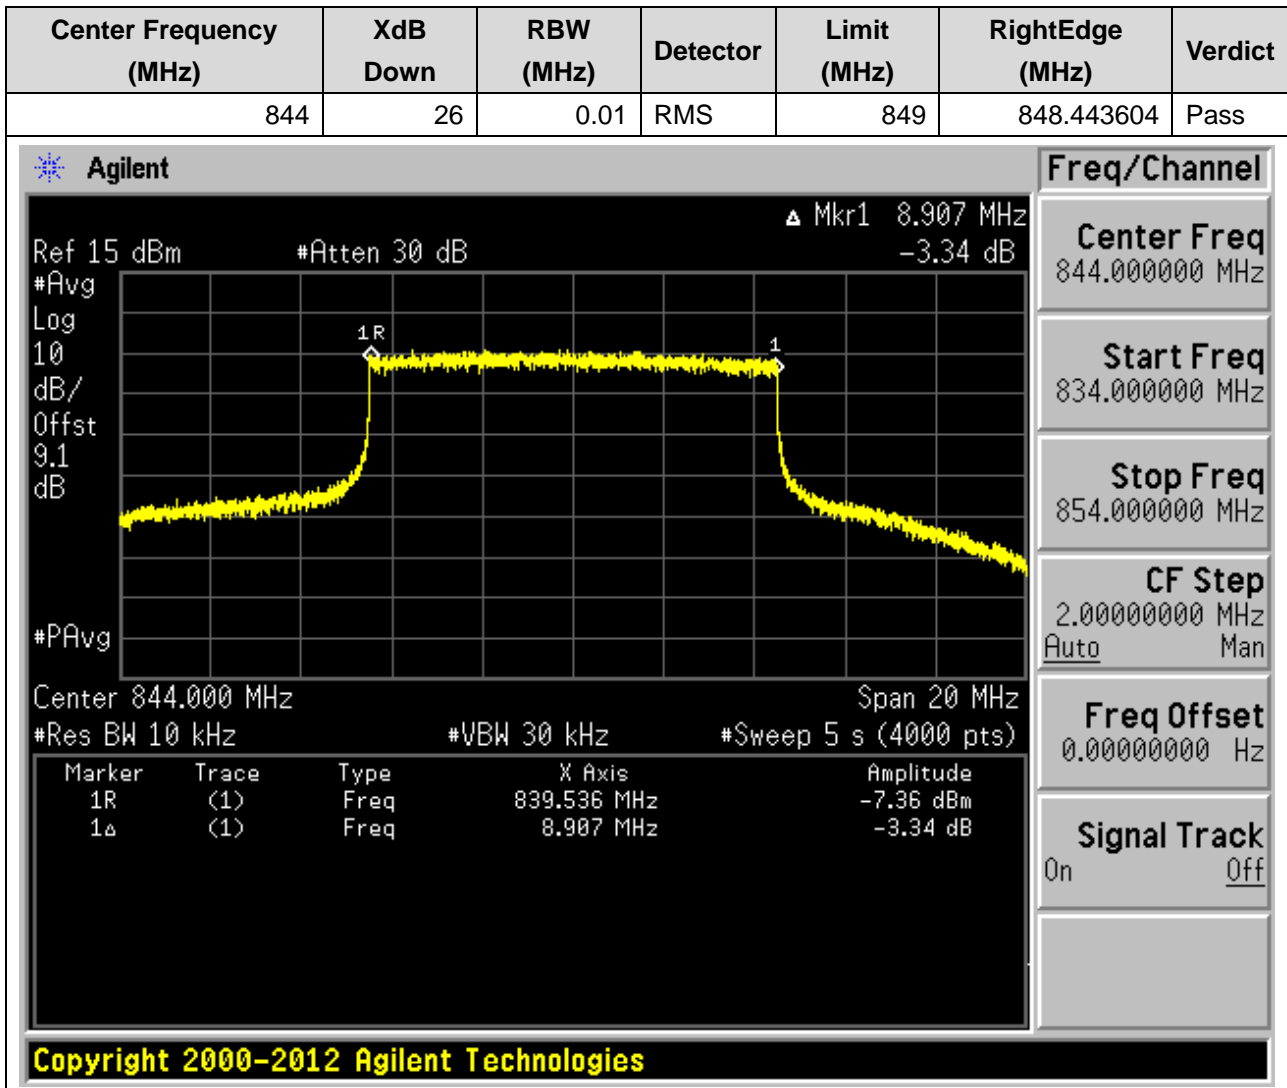 Center Frequency (MHz) XdB Down RBW (MHz) Detector Limit (MHz) RightEdge (MHz) Verdict
844 26 0.01 RMS 849 848.443604 Pass
Agilent
Freq/Channel
▵ Mkr1 8.907 MHz
Ref 15 dBm #Atten 30 dB -3.34 dB
#Avg
Log
10
dB/
Offst
9.1
dB
1R
1
#PAvg
Center 844.000 MHz Span 20 MHz
#Res BW 10 kHz #VBW 30 kHz #Sweep 5 s (4000 pts)
Marker Trace Type X Axis Amplitude
1R (1) Freq 839.536 MHz -7.36 dBm
1▵ (1) Freq 8.907 MHz -3.34 dB
Center Freq
844.000000 MHz
Start Freq
834.000000 MHz
Stop Freq
854.000000 MHz
CF Step
2.00000000 MHz
Auto Man
Freq Offset
0.00000000 Hz
Signal Track
On Off
Copyright 2000-2012 Agilent Technologies